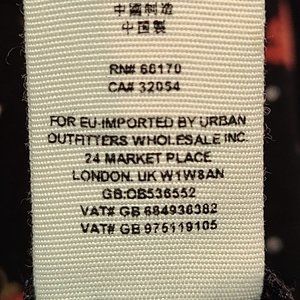 中國制造
中国製
RN# 66170
CA# 32054
FOR EU-IMPORTED BY URBAN
OUTFITTERS WHOLESALE INC.
24 MARKET PLACE
LONDON. UK W1W8AN
GB.OB536552
VAT# GB 684936382
VAT# GB 975119105